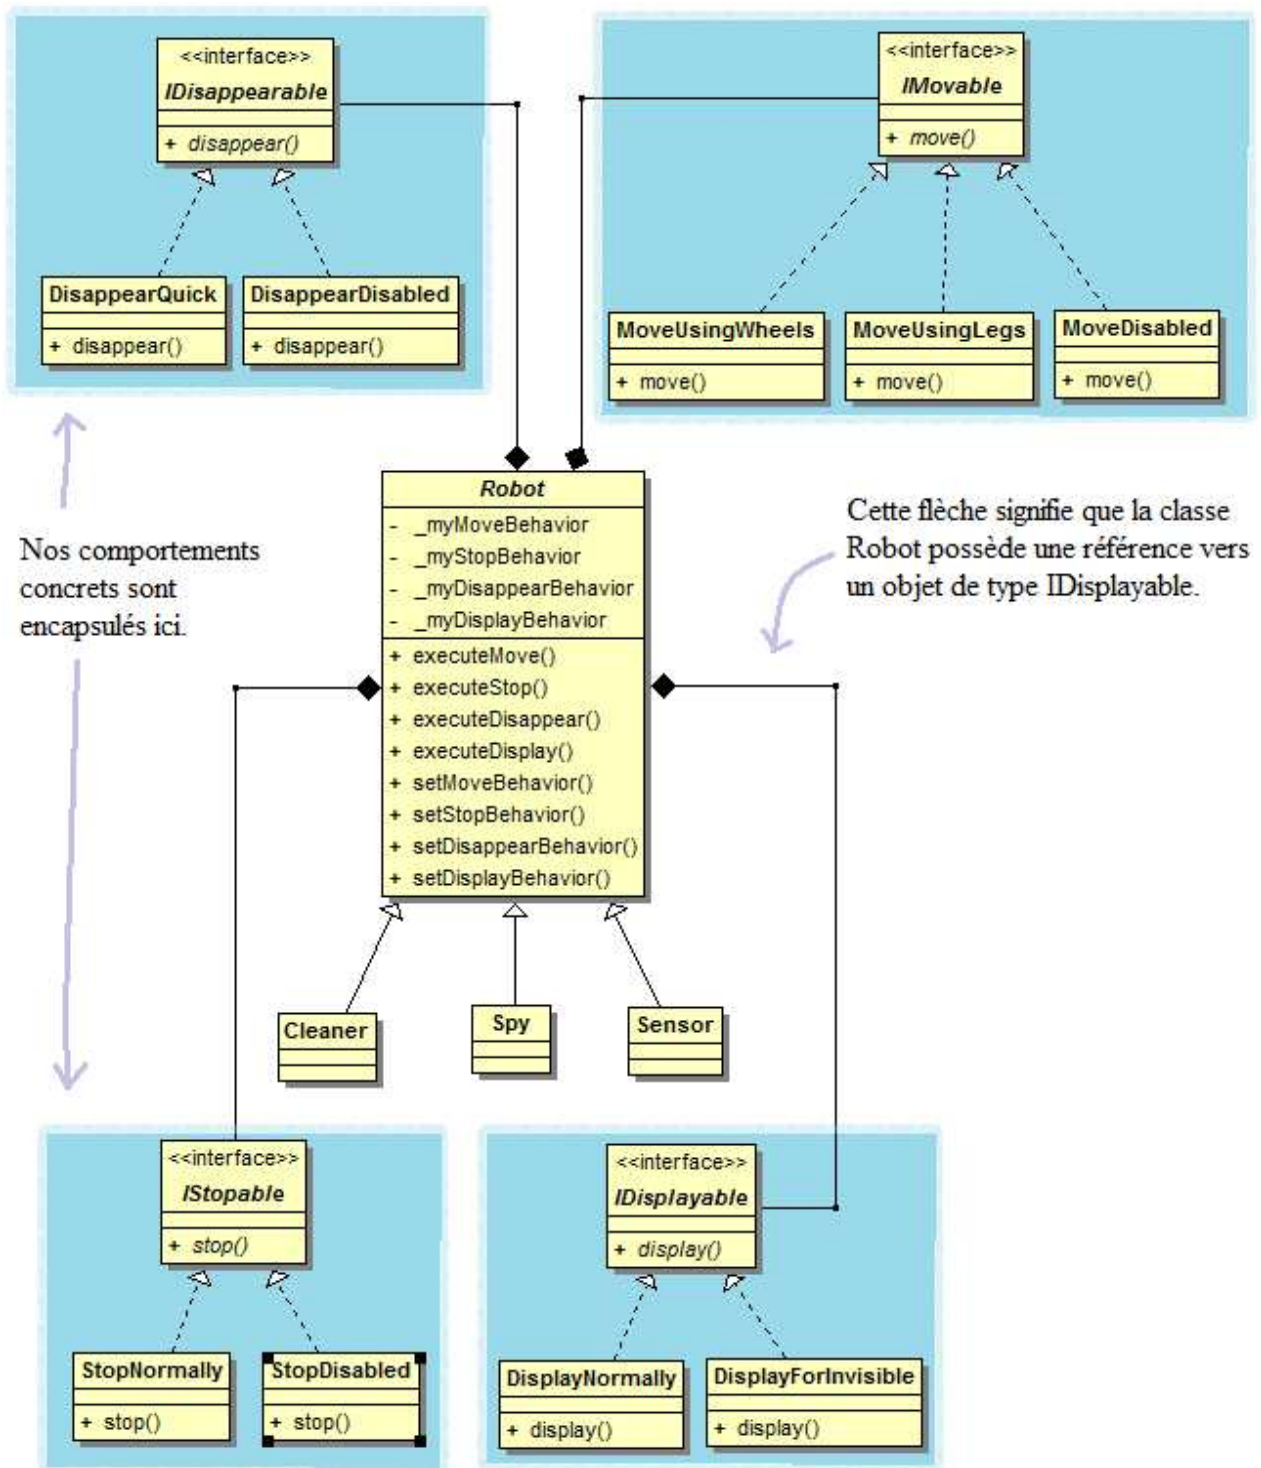 <<interface>>
IDisappearable
+ disappear()
DisappearQuick
+ disappear()
DisappearDisabled
+ disappear()
<<interface>>
IMovable
+ move()
MoveUsingWheels
+ move()
MoveUsingLegs
+ move()
MoveDisabled
+ move()
Nos comportements
concrets sont
encapsulés ici.
Robot
- _myMoveBehavior
- _myStopBehavior
- _myDisappearBehavior
- _myDisplayBehavior
+ executeMove()
+ executeStop()
+ executeDisappear()
+ executeDisplay()
+ setMoveBehavior()
+ setStopBehavior()
+ setDisappearBehavior()
+ setDisplayBehavior()
Cette flèche signifie que la classe
Robot possède une référence vers
un objet de type IDisplayable.
Cleaner
Spy
Sensor
<<interface>>
IStopable
+ stop()
StopNormally
+ stop()
StopDisabled
+ stop()
<<interface>>
IDisplayable
+ display()
DisplayNormally
+ display()
DisplayForInvisible
+ display()